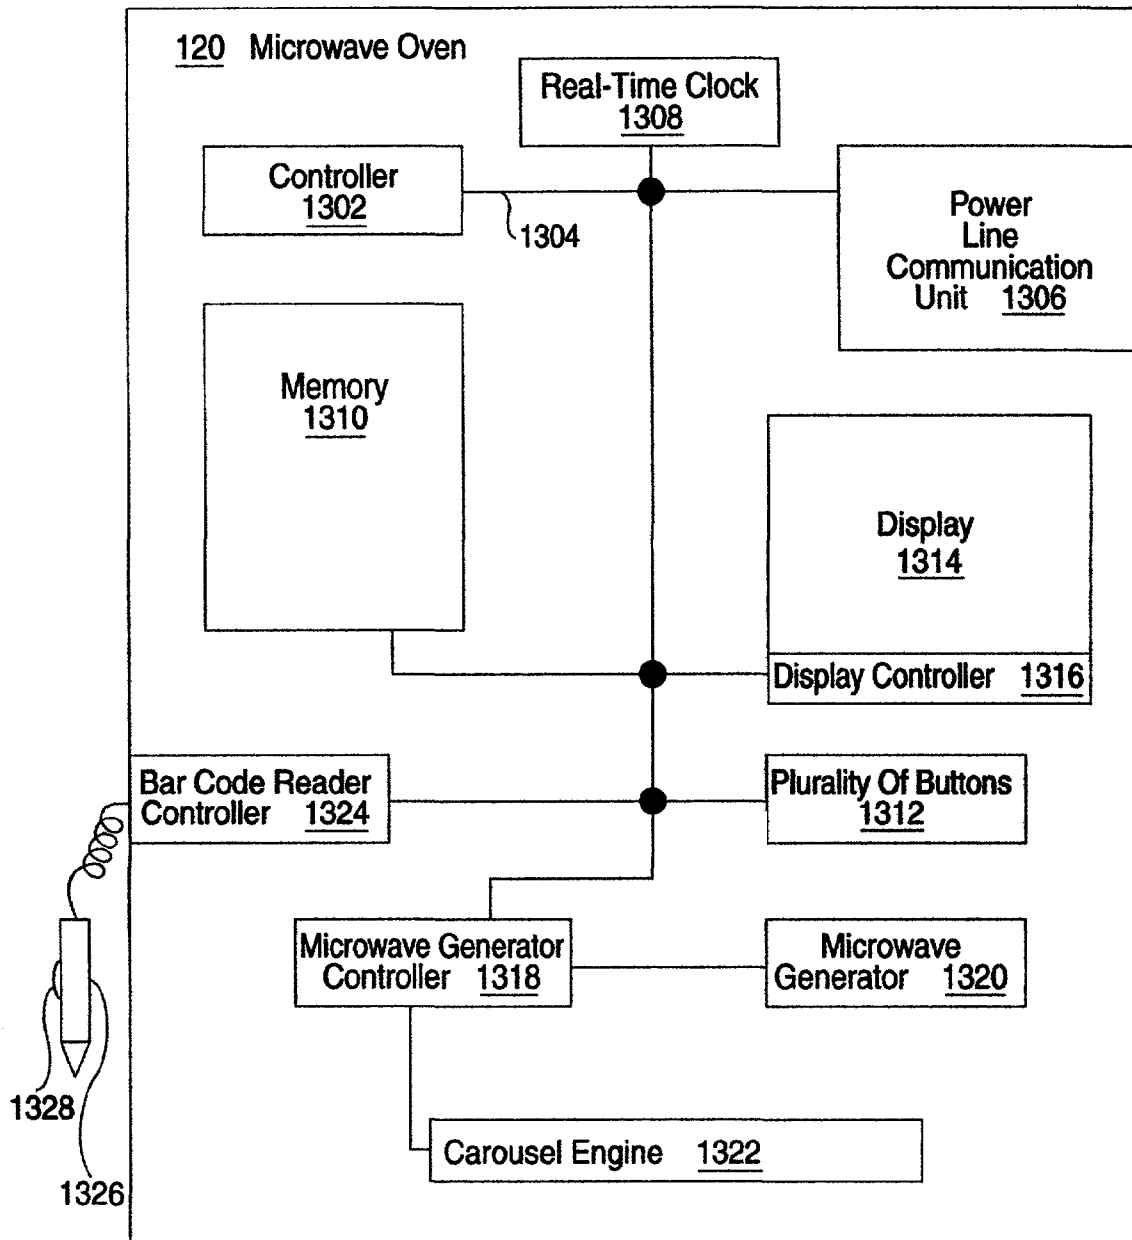 120 Microwave Oven
Real-Time Clock
1308
Controller
1302
1304
Power
Line
Communication
Unit 1306
Memory
1310
Display
1314
Display Controller 1316
Bar Code Reader
Controller 1324
Plurality Of Buttons
1312
Microwave Generator
Controller 1318
Microwave
Generator 1320
1328
1326
Carousel Engine 1322